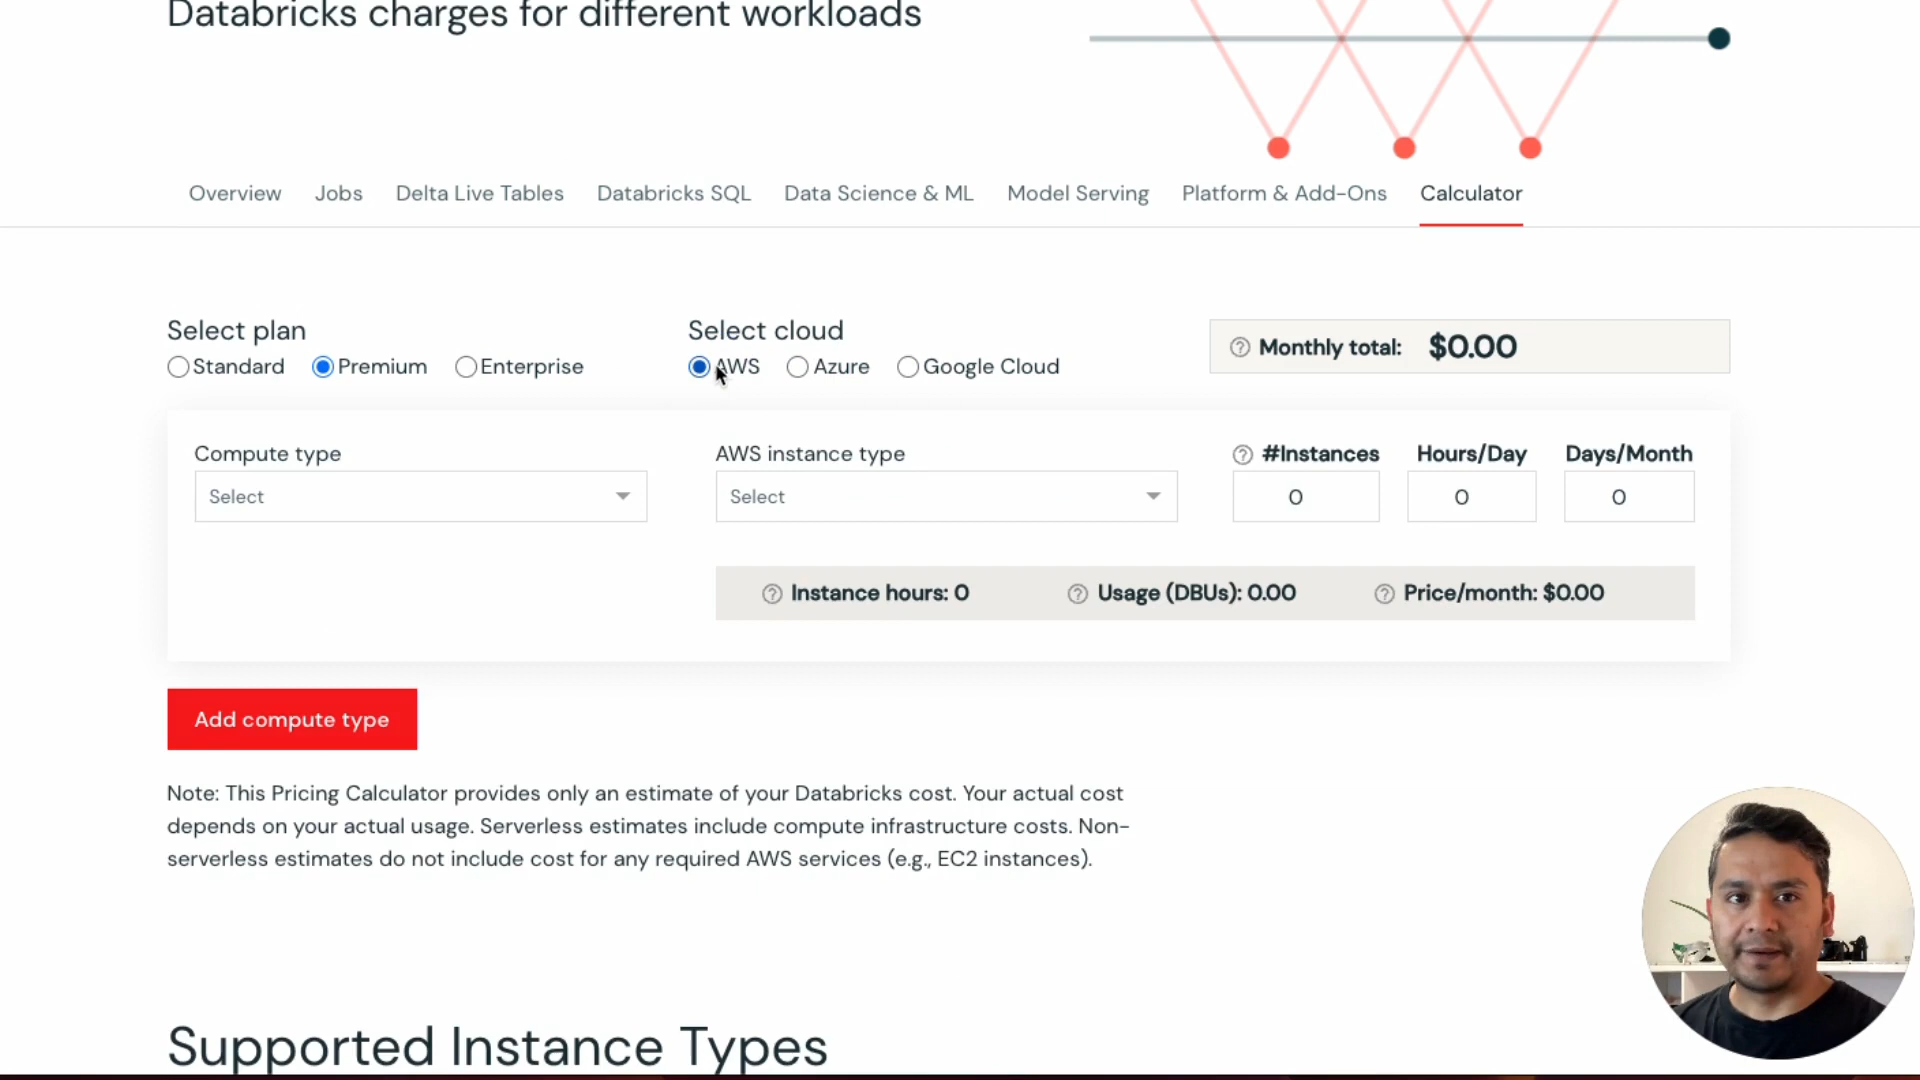 Databricks charges for different workloads
Overview Jobs Delta Live Tables Databricks SQL Data Science & ML Model Serving Platform & Add-Ons Calculator
Select plan
Standard Premium Enterprise
Select cloud
AWS Azure Google Cloud
Monthly total: $0.00
Compute type
Select
AWS instance type
Select
#Instances Hours/Day Days/Month
0 0 0
Instance hours: 0 Usage (DBUs): 0.00 Price/month: $0.00
Add compute type
Note: This Pricing Calculator provides only an estimate of your Databricks cost. Your actual cost
depends on your actual usage. Serverless estimates include compute infrastructure costs. Non-
serverless estimates do not include cost for any required AWS services (e.g., EC2 instances).
Supported Instance Types